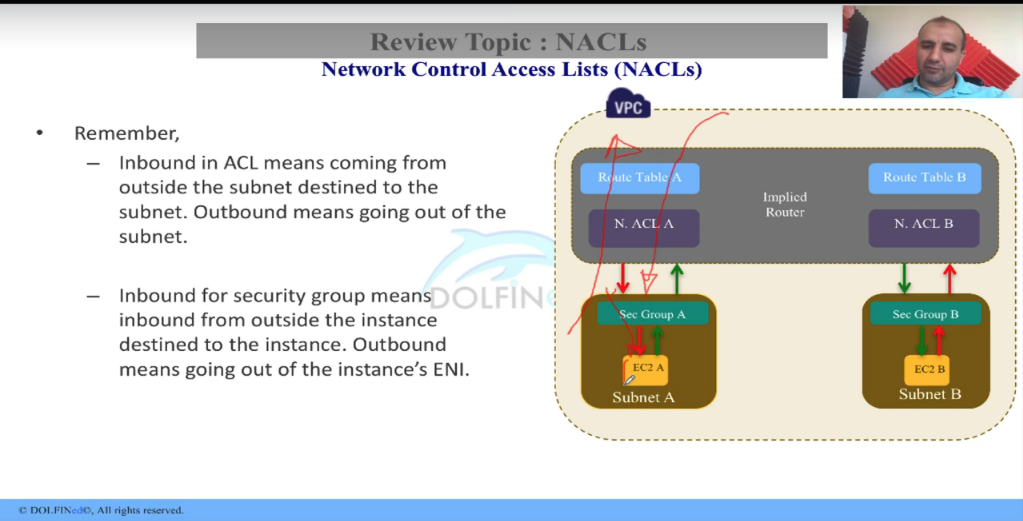 Review Topic : NACLs
Network Control Access Lists (NACLs)
VPC
• Remember,
– Inbound in ACL means coming from
outside the subnet destined to the
subnet. Outbound means going out of the
subnet.
– Inbound for security group means
inbound from outside the instance
destined to the instance. Outbound
means going out of the instance's ENI.
DOLFIN
Route Table A
Implied
Router
Route Table B
N. ACL A
N. ACL B
Sec Group A
Sec Group B
EC2 A
EC2 B
Subnet A
Subnet B
© DOLFINed©, All rights reserved.